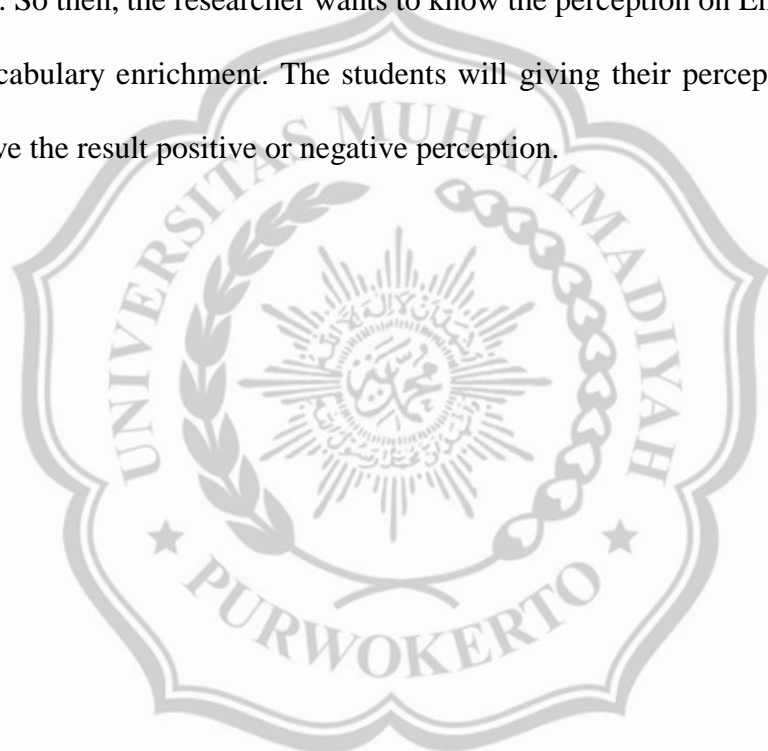 . So then, the researcher wants to know the perception on En
cabulary enrichment. The students will giving their percep
ve the result positive or negative perception.
UNIVERSITAS MUHAMMADIYAH
PURWOKERTO